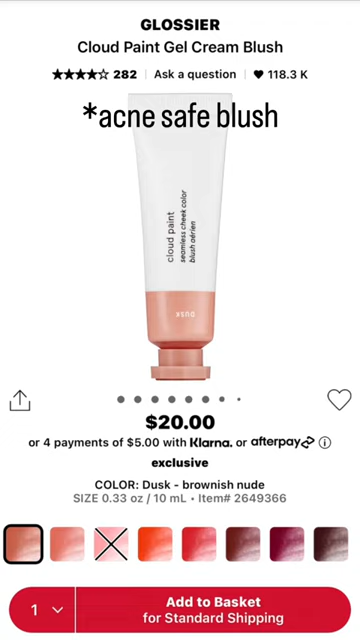 GLOSSIER
Cloud Paint Gel Cream Blush
★★★★☆ 282 | Ask a question | ♥ 118.3 K
*acne safe blush
cloud paint
seamless cheek color
blush aérien
DUSK
$20.00
or 4 payments of $5.00 with Klarna. or afterpay
exclusive
COLOR: Dusk - brownish nude
SIZE 0.33 oz / 10 mL • Item# 2649366
1
Add to Basket
for Standard Shipping